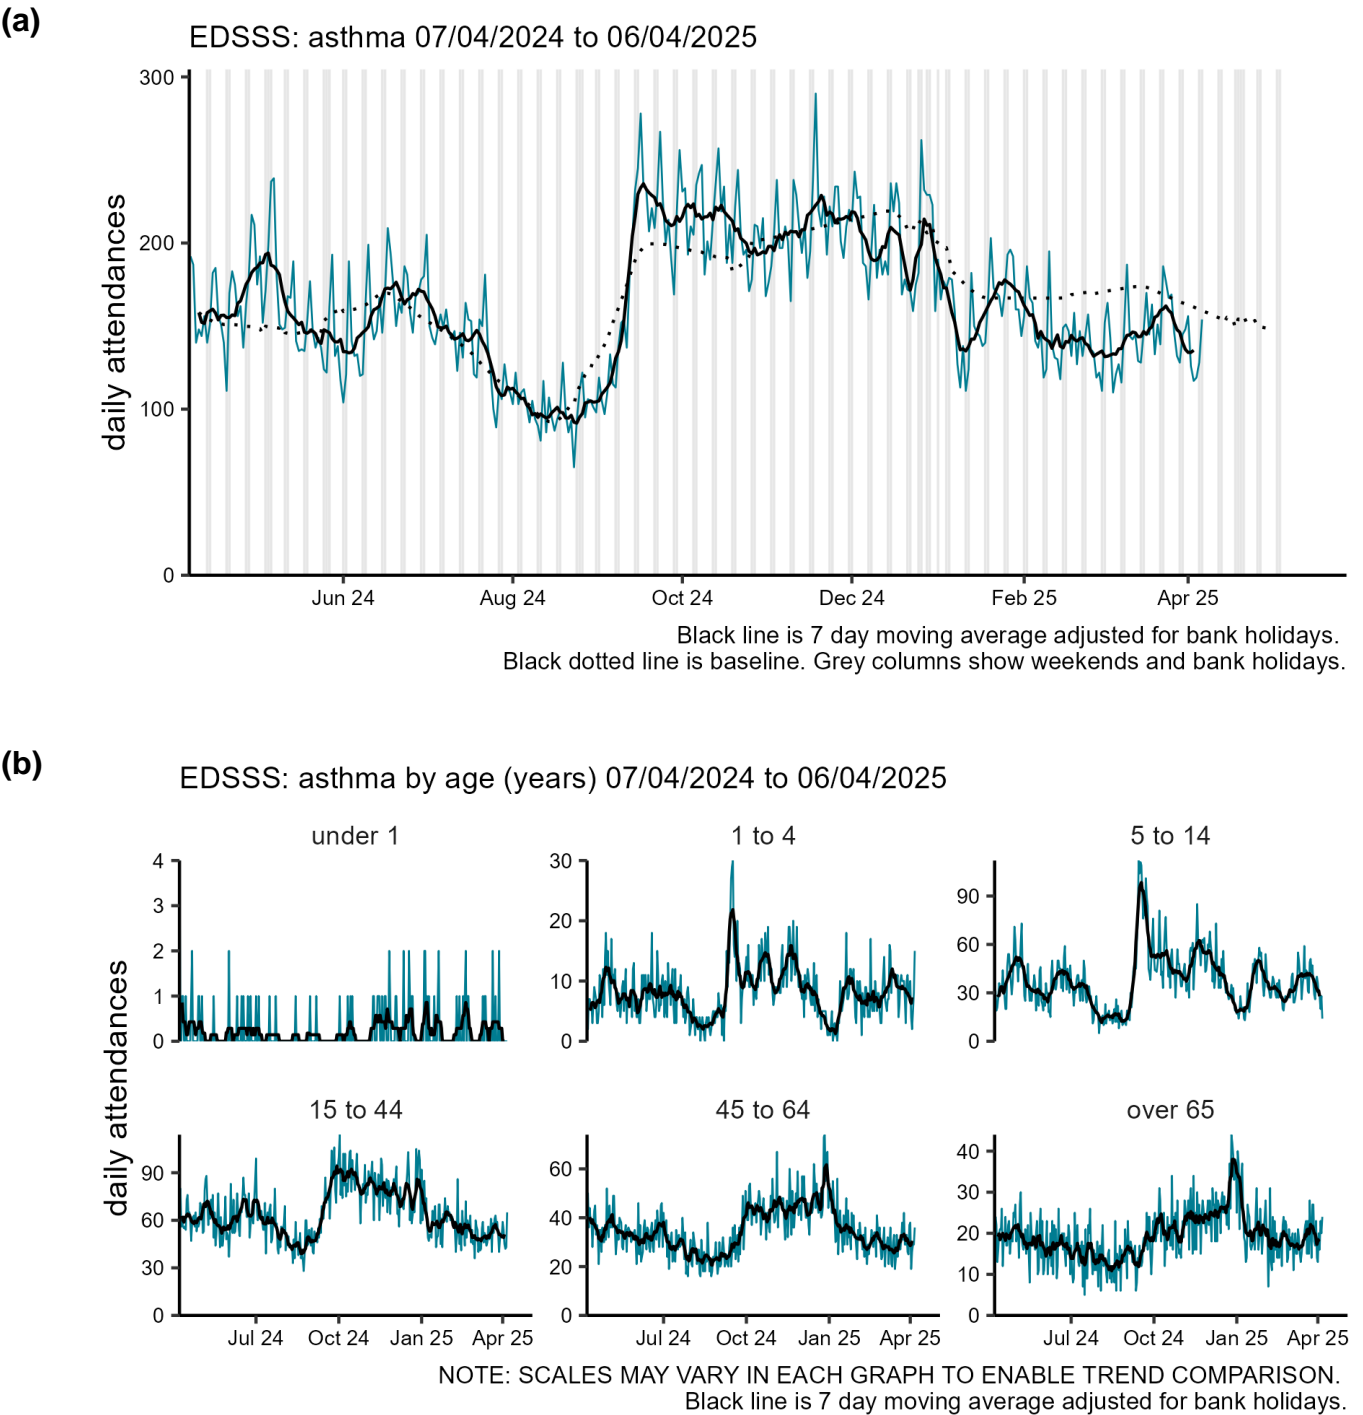 (a)
EDSSS: asthma 07/04/2024 to 06/04/2025
300
200
100
0
daily attendances
Jun 24 Aug 24 Oct 24 Dec 24 Feb 25 Apr 25
Black line is 7 day moving average adjusted for bank holidays.
Black dotted line is baseline. Grey columns show weekends and bank holidays.
(b)
EDSSS: asthma by age (years) 07/04/2024 to 06/04/2025
under 1 1 to 4 5 to 14
4
3
2
1
0
30
20
10
0
90
60
30
0
daily attendances
15 to 44 45 to 64 over 65
90
60
30
0
60
40
20
0
40
30
20
10
0
Jul 24 Oct 24 Jan 25 Apr 25 Jul 24 Oct 24 Jan 25 Apr 25 Jul 24 Oct 24 Jan 25 Apr 25
NOTE: SCALES MAY VARY IN EACH GRAPH TO ENABLE TREND COMPARISON.
Black line is 7 day moving average adjusted for bank holidays.